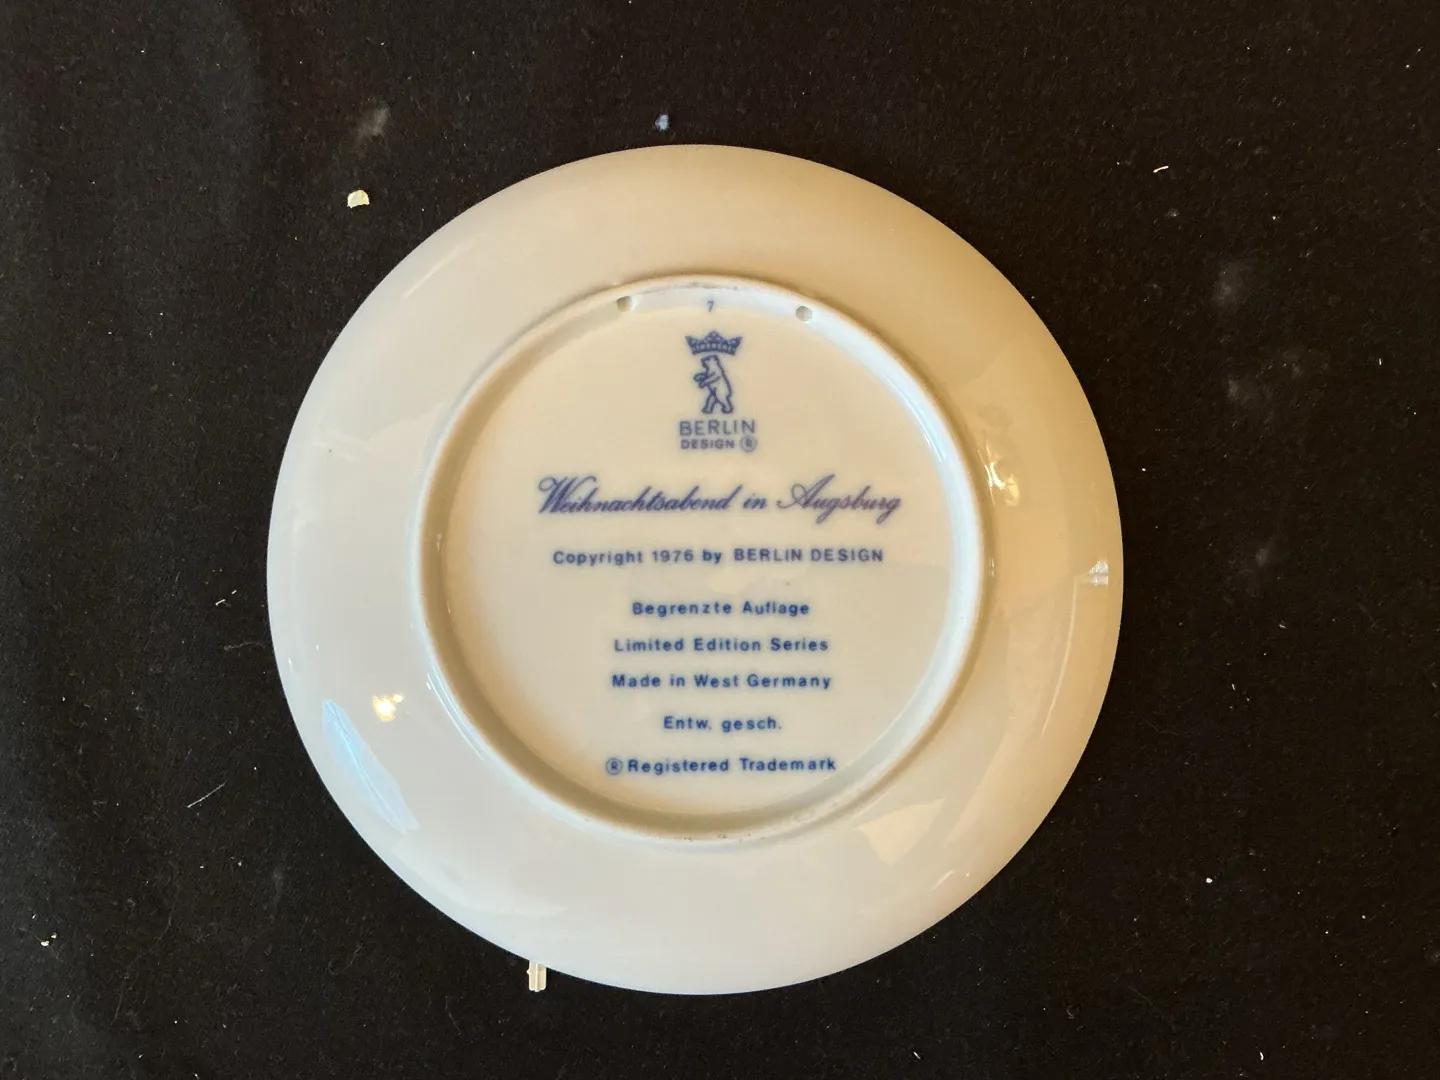 7
BERLIN
DESIGN ®
Weihnachtsabend in Augsburg
Copyright 1976 by BERLIN DESIGN
Begrenzte Auflage
Limited Edition Series
Made in West Germany
Entw. gesch.
® Registered Trademark